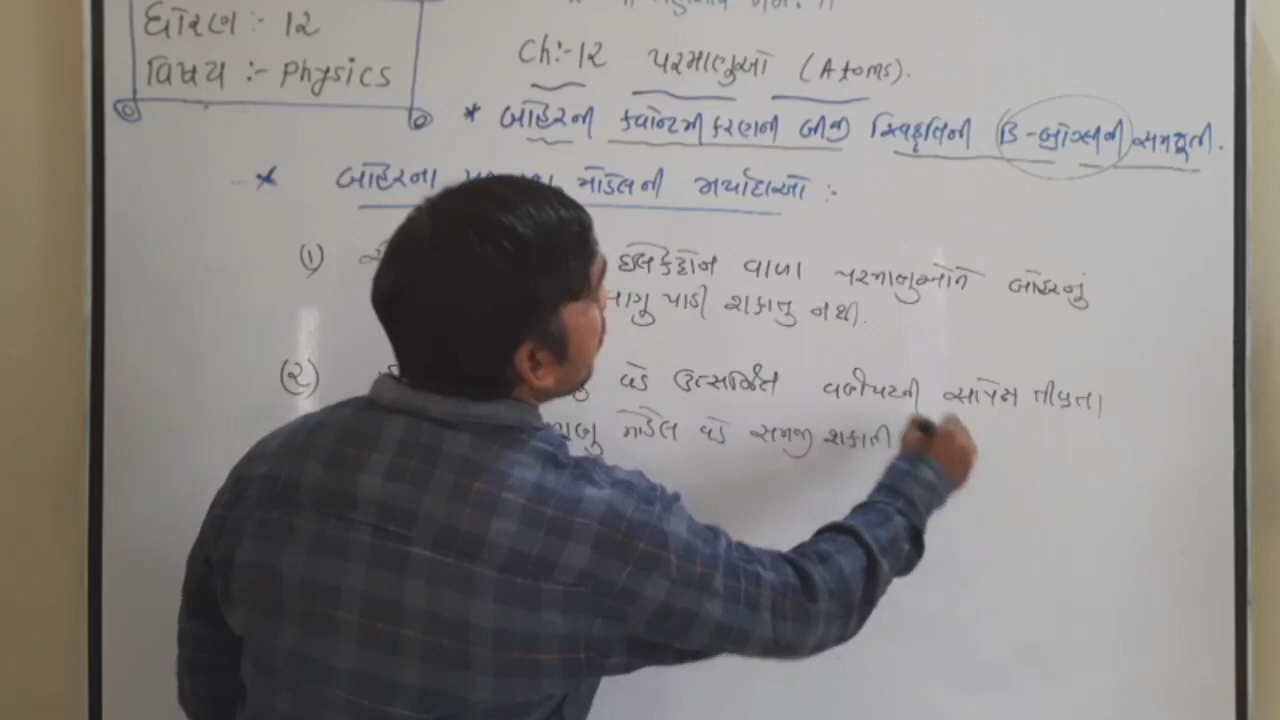 ધોરણ :- 12
વિષય :- Physics
Ch:-12 પરમાણુઓ (Atoms).
* બોહરની ક્વોન્ટમીકરણની બીજી સ્વિકૃતિની ડિ-બ્રોગ્લીની સમજૂતી.
* બોહરના મોડેલની મર્યાદાઓ :-
(1) ઇલેક્ટ્રોન વાળા પરમાણુઓને બોહરનું
લાગુ પાડી શકાતુ નથી.
(2) વડે ઉત્સર્જિત વર્ણપટની સાપેક્ષ તીવ્રતા
મોડેલ વડે સમજી શકાતી